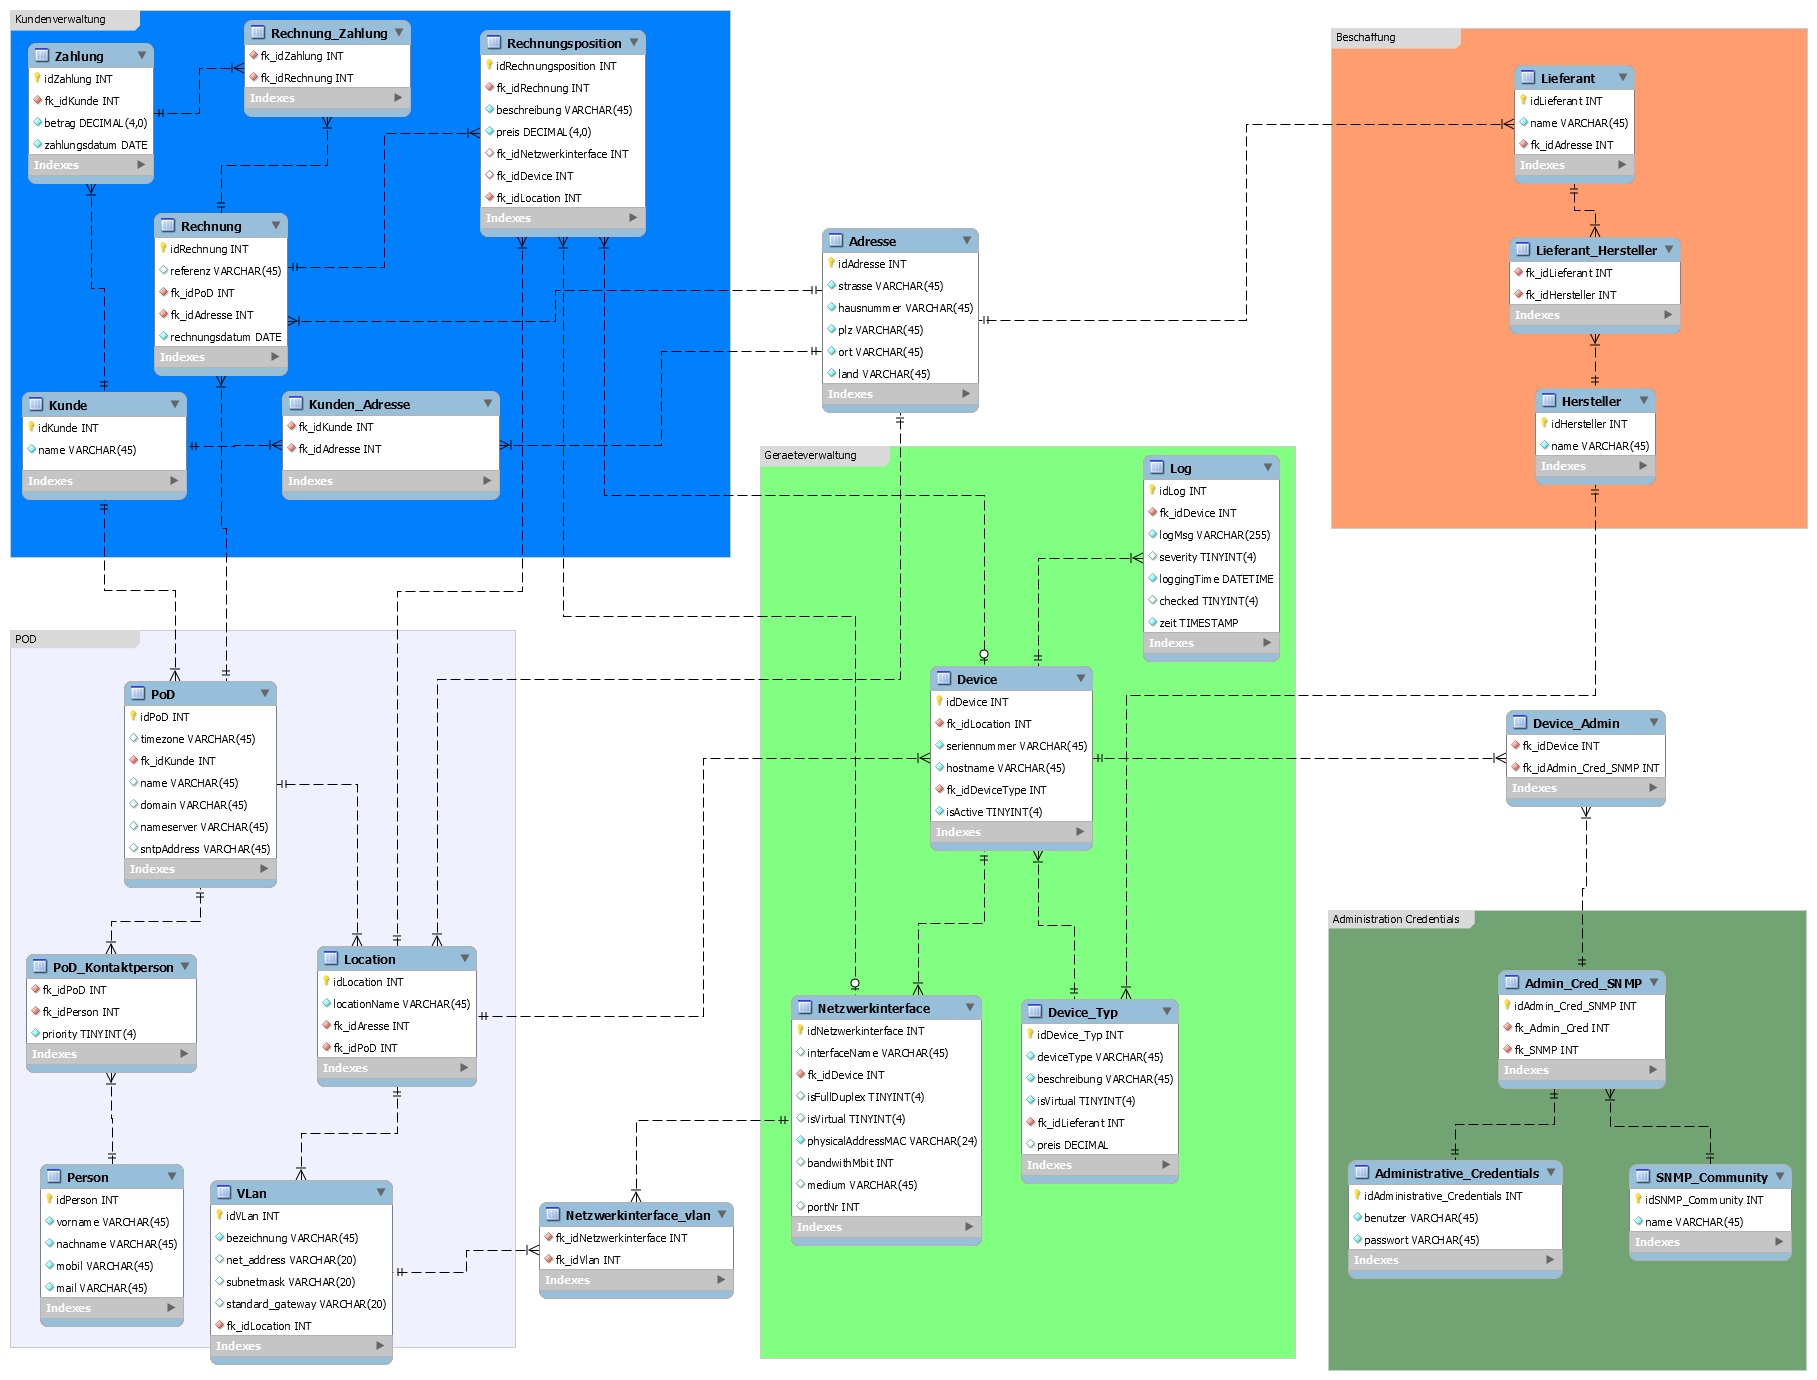 Kundenverwaltung
Zahlung
idZahlung INT
fk_idKunde INT
betrag DECIMAL(4,0)
zahlungsdatum DATE
Indexes
Rechnung_Zahlung
fk_idZahlung INT
fk_idRechnung INT
Indexes
Rechnungsposition
idRechnungsposition INT
fk_idRechnung INT
beschreibung VARCHAR(45)
preis DECIMAL(4,0)
fk_idNetzwerkinterface INT
fk_idDevice INT
fk_idLocation INT
Indexes
Rechnung
idRechnung INT
referenz VARCHAR(45)
fk_idPoD INT
fk_idAdresse INT
rechnungsdatum DATE
Indexes
Kunde
idKunde INT
name VARCHAR(45)
Indexes
Kunden_Adresse
fk_idKunde INT
fk_idAdresse INT
Indexes
Adresse
idAdresse INT
strasse VARCHAR(45)
hausnummer VARCHAR(45)
plz VARCHAR(45)
ort VARCHAR(45)
land VARCHAR(45)
Indexes
Beschaffung
Lieferant
idLieferant INT
name VARCHAR(45)
fk_idAdresse INT
Indexes
Lieferant_Hersteller
fk_idLieferant INT
fk_idHersteller INT
Indexes
Hersteller
idHersteller INT
name VARCHAR(45)
Indexes
Geraeteverwaltung
Log
idLog INT
fk_idDevice INT
logMsg VARCHAR(255)
severity TINYINT(4)
loggingTime DATETIME
checked TINYINT(4)
zeit TIMESTAMP
Indexes
Device
idDevice INT
fk_idLocation INT
seriennummer VARCHAR(45)
hostname VARCHAR(45)
fk_idDeviceType INT
isActive TINYINT(4)
Indexes
Netzwerkinterface
idNetzwerkinterface INT
interfaceName VARCHAR(45)
fk_idDevice INT
isFullDuplex TINYINT(4)
isVirtual TINYINT(4)
physicalAddressMAC VARCHAR(24)
bandwithMbit INT
medium VARCHAR(45)
portNr INT
Indexes
Device_Typ
idDevice_Typ INT
deviceType VARCHAR(45)
beschreibung VARCHAR(45)
isVirtual TINYINT(4)
fk_idLieferant INT
preis DECIMAL
Indexes
Device_Admin
fk_idDevice INT
fk_idAdmin_Cred_SNMP INT
Indexes
POD
PoD
idPoD INT
timezone VARCHAR(45)
fk_idKunde INT
name VARCHAR(45)
domain VARCHAR(45)
nameserver VARCHAR(45)
sntpAddress VARCHAR(45)
Indexes
PoD_Kontaktperson
fk_idPoD INT
fk_idPerson INT
priority TINYINT(4)
Indexes
Location
idLocation INT
locationName VARCHAR(45)
fk_idAresse INT
fk_idPoD INT
Indexes
Person
idPerson INT
vorname VARCHAR(45)
nachname VARCHAR(45)
mobil VARCHAR(45)
mail VARCHAR(45)
Indexes
VLan
idVLan INT
bezeichnung VARCHAR(45)
net_address VARCHAR(20)
subnetmask VARCHAR(20)
standard_gateway VARCHAR(20)
fk_idLocation INT
Indexes
Netzwerkinterface_vlan
fk_idNetzwerkinterface INT
fk_idVlan INT
Indexes
Administration Credentials
Admin_Cred_SNMP
idAdmin_Cred_SNMP INT
fk_Admin_Cred INT
fk_SNMP INT
Indexes
Administrative_Credentials
idAdministrative_Credentials INT
benutzer VARCHAR(45)
passwort VARCHAR(45)
Indexes
SNMP_Community
idSNMP_Community INT
name VARCHAR(45)
Indexes